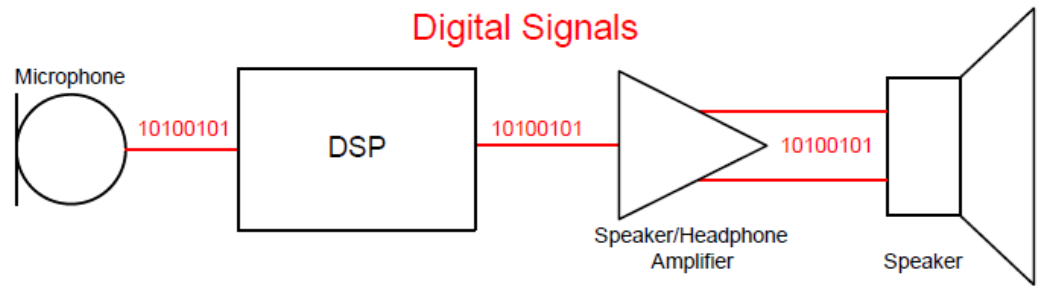 Digital Signals
Microphone
10100101
DSP
10100101
10100101
Speaker/Headphone
Amplifier
Speaker